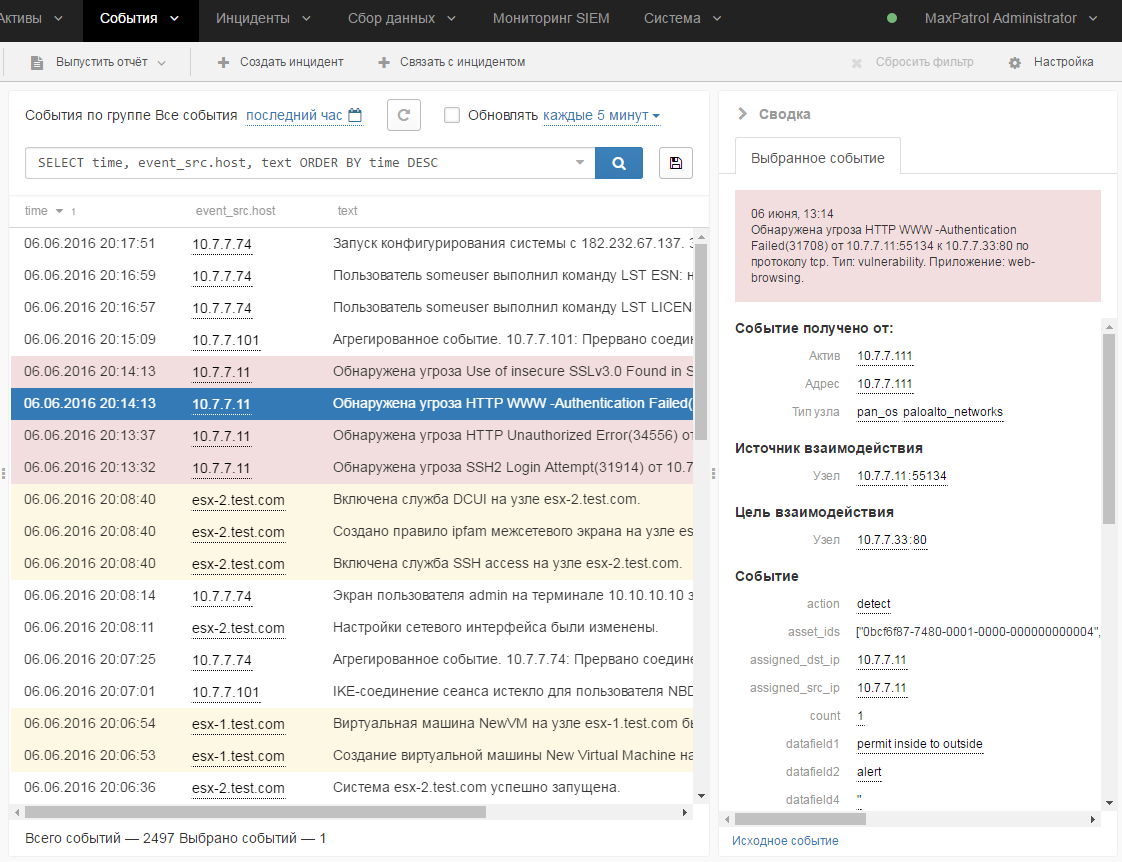 Активы События Инциденты Сбор данных Мониторинг SIEM Система MaxPatrol Administrator
Выпустить отчёт Создать инцидент Связать с инцидентом Сбросить фильтр Настройка
События по группе Все события последний час Обновлять каждые 5 минут
SELECT time, event_src.host, text ORDER BY time DESC
time 1 event_src.host text
06.06.2016 20:17:51 10.7.7.74 Запуск конфигурирования системы с 182.232.67.137.
06.06.2016 20:16:59 10.7.7.74 Пользователь someuser выполнил команду LST ESN: н
06.06.2016 20:16:57 10.7.7.74 Пользователь someuser выполнил команду LST LICEN
06.06.2016 20:15:09 10.7.7.101 Агрегированное событие. 10.7.7.101: Прервано соедин
06.06.2016 20:14:13 10.7.7.11 Обнаружена угроза Use of insecure SSLv3.0 Found in S
06.06.2016 20:14:13 10.7.7.11 Обнаружена угроза HTTP WWW -Authentication Failed(
06.06.2016 20:13:37 10.7.7.11 Обнаружена угроза HTTP Unauthorized Error(34556) от
06.06.2016 20:13:32 10.7.7.11 Обнаружена угроза SSH2 Login Attempt(31914) от 10.7
06.06.2016 20:08:40 esx-2.test.com Включена служба DCUI на узле esx-2.test.com.
06.06.2016 20:08:40 esx-2.test.com Создано правило ipfam межсетевого экрана на узле es
06.06.2016 20:08:40 esx-2.test.com Включена служба SSH access на узле esx-2.test.com.
06.06.2016 20:08:14 10.7.7.74 Экран пользователя admin на терминале 10.10.10.10 з
06.06.2016 20:08:11 esx-2.test.com Настройки сетевого интерфейса были изменены.
06.06.2016 20:07:25 10.7.7.74 Агрегированное событие. 10.7.7.74: Прервано соедине
06.06.2016 20:07:01 10.7.7.101 IKE-соединение сеанса истекло для пользователя NBD
06.06.2016 20:06:54 esx-1.test.com Виртуальная машина NewVM на узле esx-1.test.com бы
06.06.2016 20:06:53 esx-1.test.com Создание виртуальной машины New Virtual Machine на
06.06.2016 20:06:36 esx-2.test.com Система esx-2.test.com успешно запущена.
Всего событий — 2497 Выбрано событий — 1
Сводка
Выбранное событие
06 июня, 13:14
Обнаружена угроза HTTP WWW -Authentication
Failed(31708) от 10.7.7.11:55134 к 10.7.7.33:80 по
протоколу tcp. Тип: vulnerability. Приложение: web-
browsing.
Событие получено от:
Актив 10.7.7.111
Адрес 10.7.7.111
Тип узла pan_os paloalto_networks
Источник взаимодействия
Узел 10.7.7.11:55134
Цель взаимодействия
Узел 10.7.7.33:80
Событие
action detect
asset_ids ["0bcf6f87-7480-0001-0000-000000000004",
assigned_dst_ip 10.7.7.11
assigned_src_ip 10.7.7.11
count 1
datafield1 permit inside to outside
datafield2 alert
datafield4 "
Исходное событие